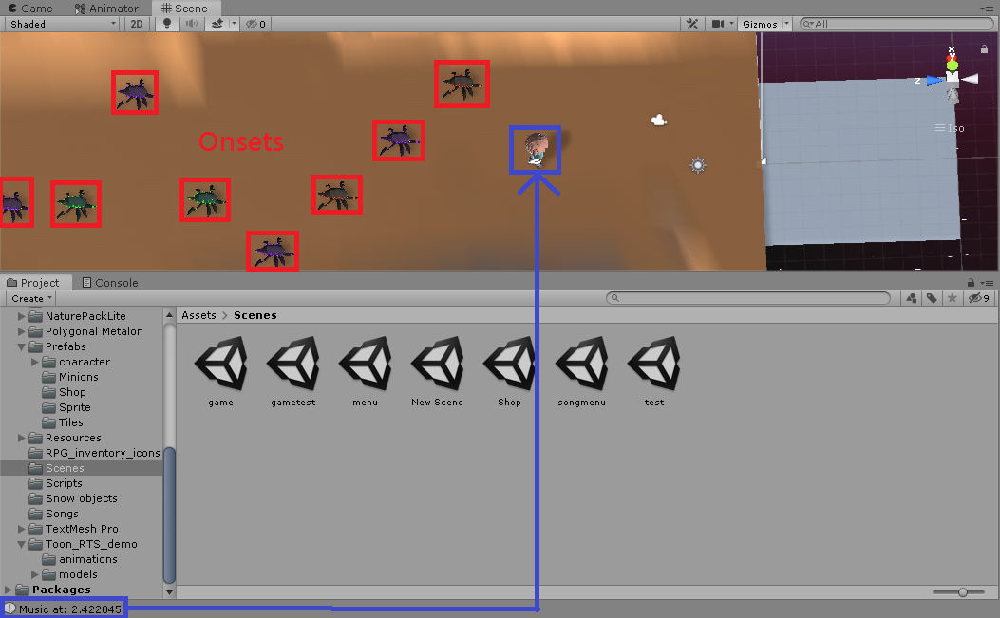 Game Animator Scene
Shaded 2D 0 Gizmos All
x
y
z
Iso
Onsets
Project Console
Create 9
NaturePackLite
Polygonal Metalon
Prefabs
character
Minions
Shop
Sprite
Tiles
Resources
RPG_inventory_icons
Scenes
Scripts
Snow objects
Songs
TextMesh Pro
Toon_RTS_demo
animations
models
Packages
Assets > Scenes
game gametest menu New Scene Shop songmenu test
Music at: 2.422845